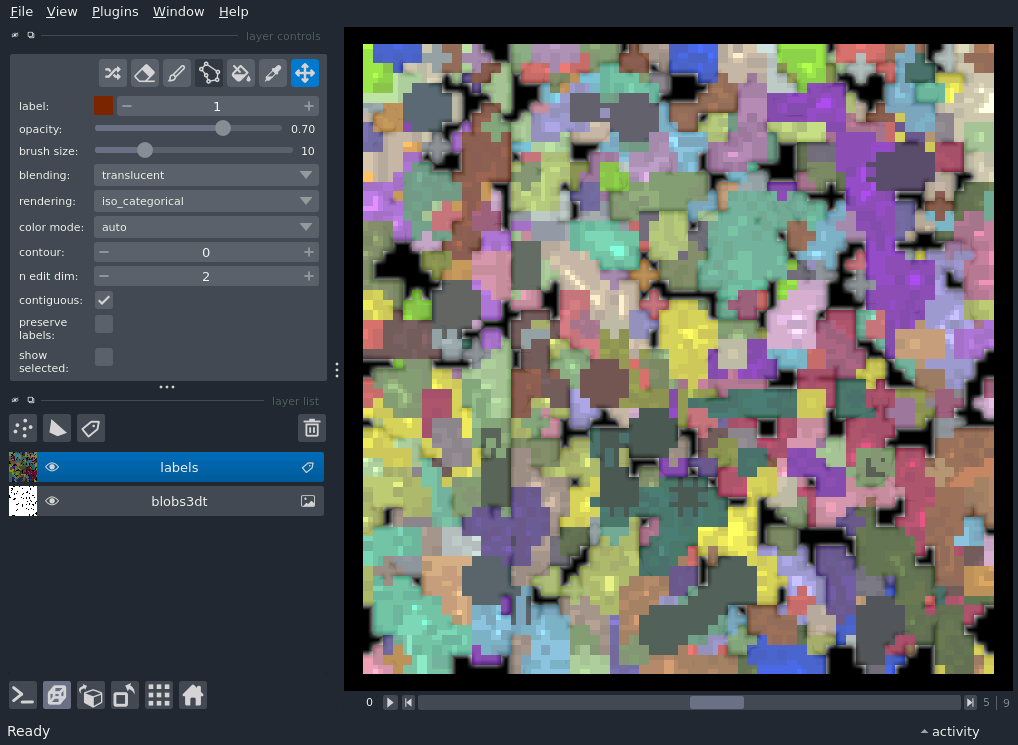 File View Plugins Window Help
layer controls
label: 1
opacity: 0.70
brush size: 10
blending: translucent
rendering: iso_categorical
color mode: auto
contour: 0
n edit dim: 2
contiguous:
preserve
labels:
show
selected:
layer list
labels
blobs3dt
0 5 9
Ready activity